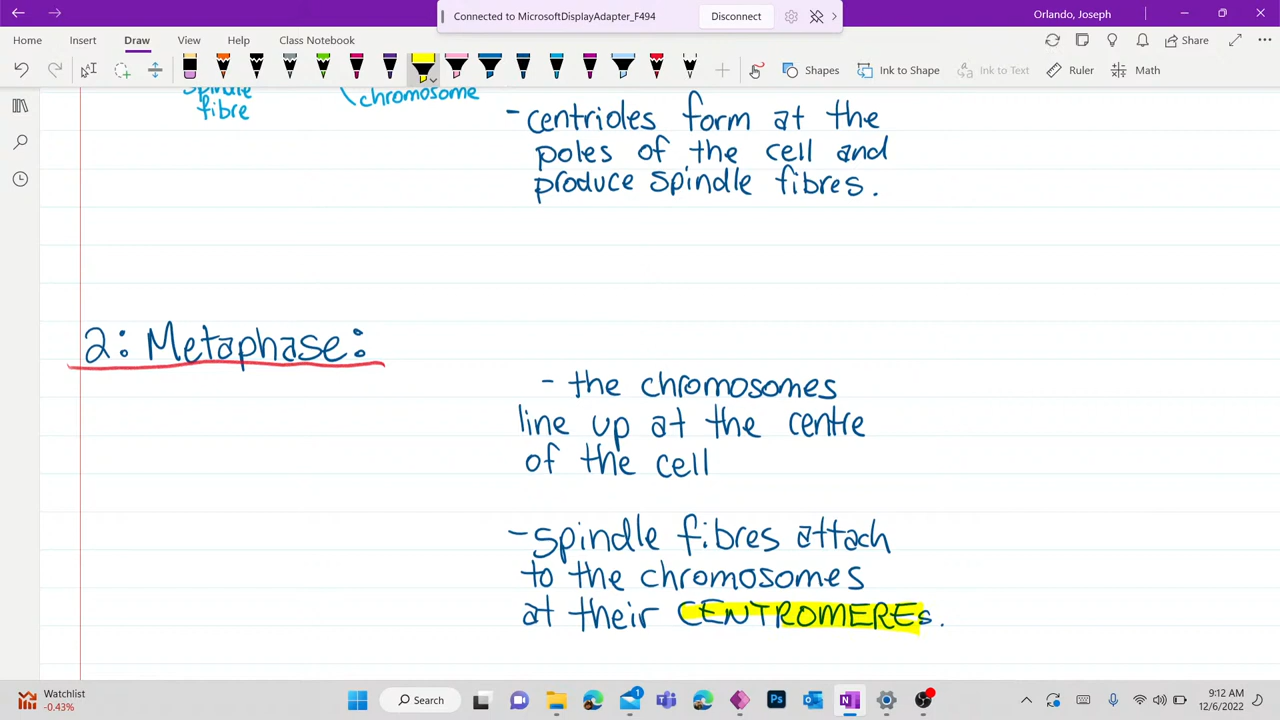 Connected to MicrosoftDisplayAdapter_F494
Disconnect
Orlando, Joseph
Home
Insert
Draw
View
Help
Class Notebook
Share
Shapes
Ink to Shape
Ink to Text
Ruler
Math
spindle
fibre
chromosome
- centrioles form at the
poles of the cell and
produce spindle fibres.
2: Metaphase:
- the chromosomes
line up at the centre
of the cell
- spindle fibres attach
to the chromosomes
at their CENTROMEREs.
Watchlist
-0.43%
Search
1
Ps
N
9:12 AM
12/6/2022